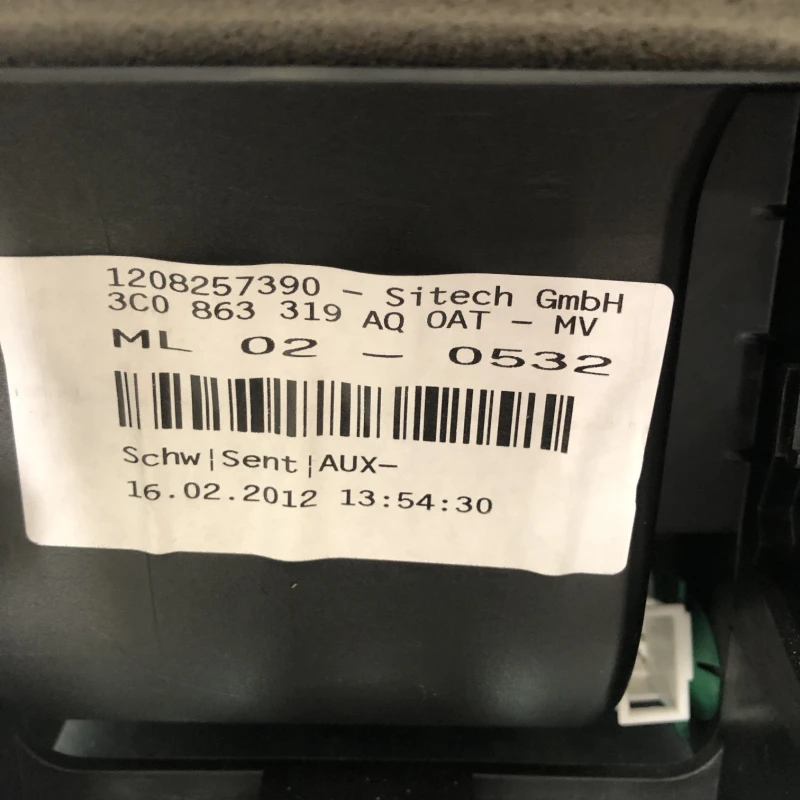 1208257390 - Sitech GmbH
3C0 863 319 AQ OAT - MV
ML 02 - 0532
Schw|Sent|AUX-
16.02.2012 13:54:30